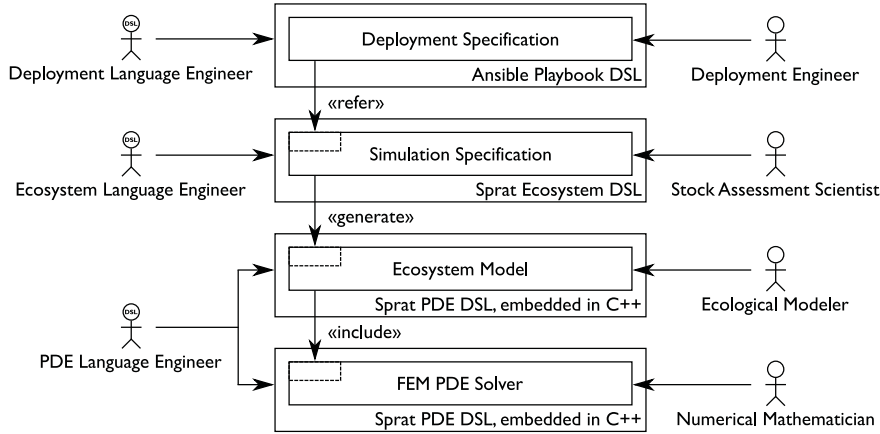 DSL
Deployment Language Engineer
Deployment Specification
Ansible Playbook DSL
Deployment Engineer
«refer»
DSL
Ecosystem Language Engineer
Simulation Specification
Sprat Ecosystem DSL
Stock Assessment Scientist
«generate»
Ecosystem Model
Sprat PDE DSL, embedded in C++
Ecological Modeler
DSL
PDE Language Engineer
«include»
FEM PDE Solver
Sprat PDE DSL, embedded in C++
Numerical Mathematician